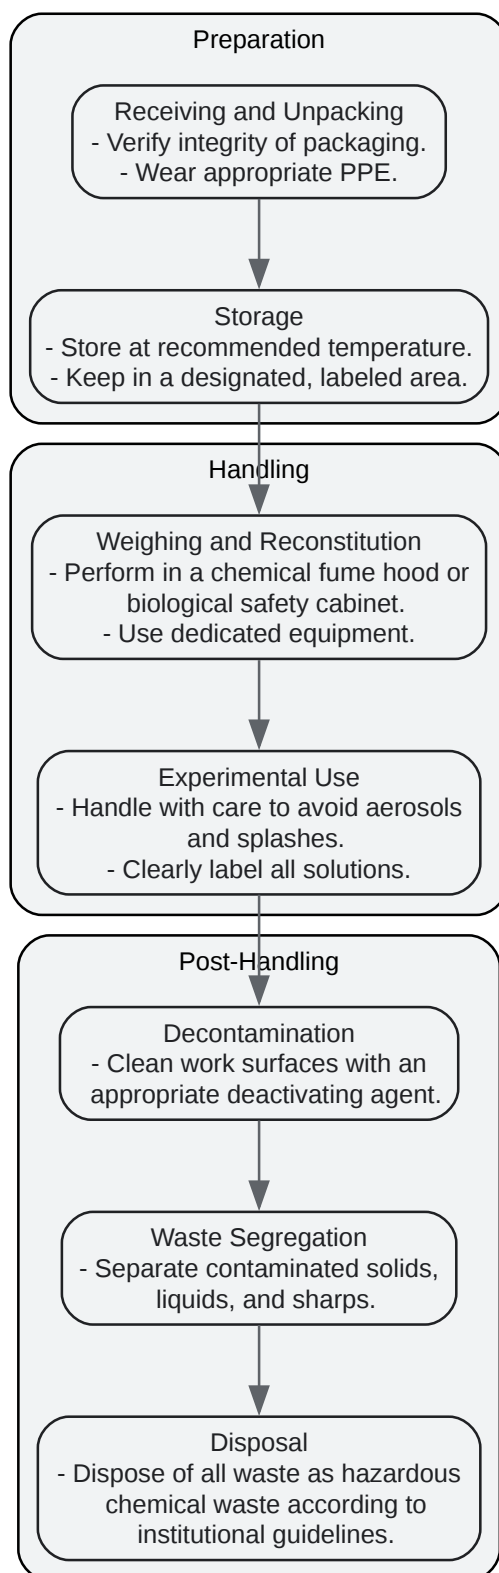 Preparation
Receiving and Unpacking
- Verify integrity of packaging.
- Wear appropriate PPE.
Storage
- Store at recommended temperature.
- Keep in a designated, labeled area.
Handling
Weighing and Reconstitution
- Perform in a chemical fume hood or
biological safety cabinet.
- Use dedicated equipment.
Experimental Use
- Handle with care to avoid aerosols
and splashes.
- Clearly label all solutions.
Post-Handling
Decontamination
- Clean work surfaces with an
appropriate deactivating agent.
Waste Segregation
- Separate contaminated solids,
liquids, and sharps.
Disposal
- Dispose of all waste as hazardous
chemical waste according to
institutional guidelines.